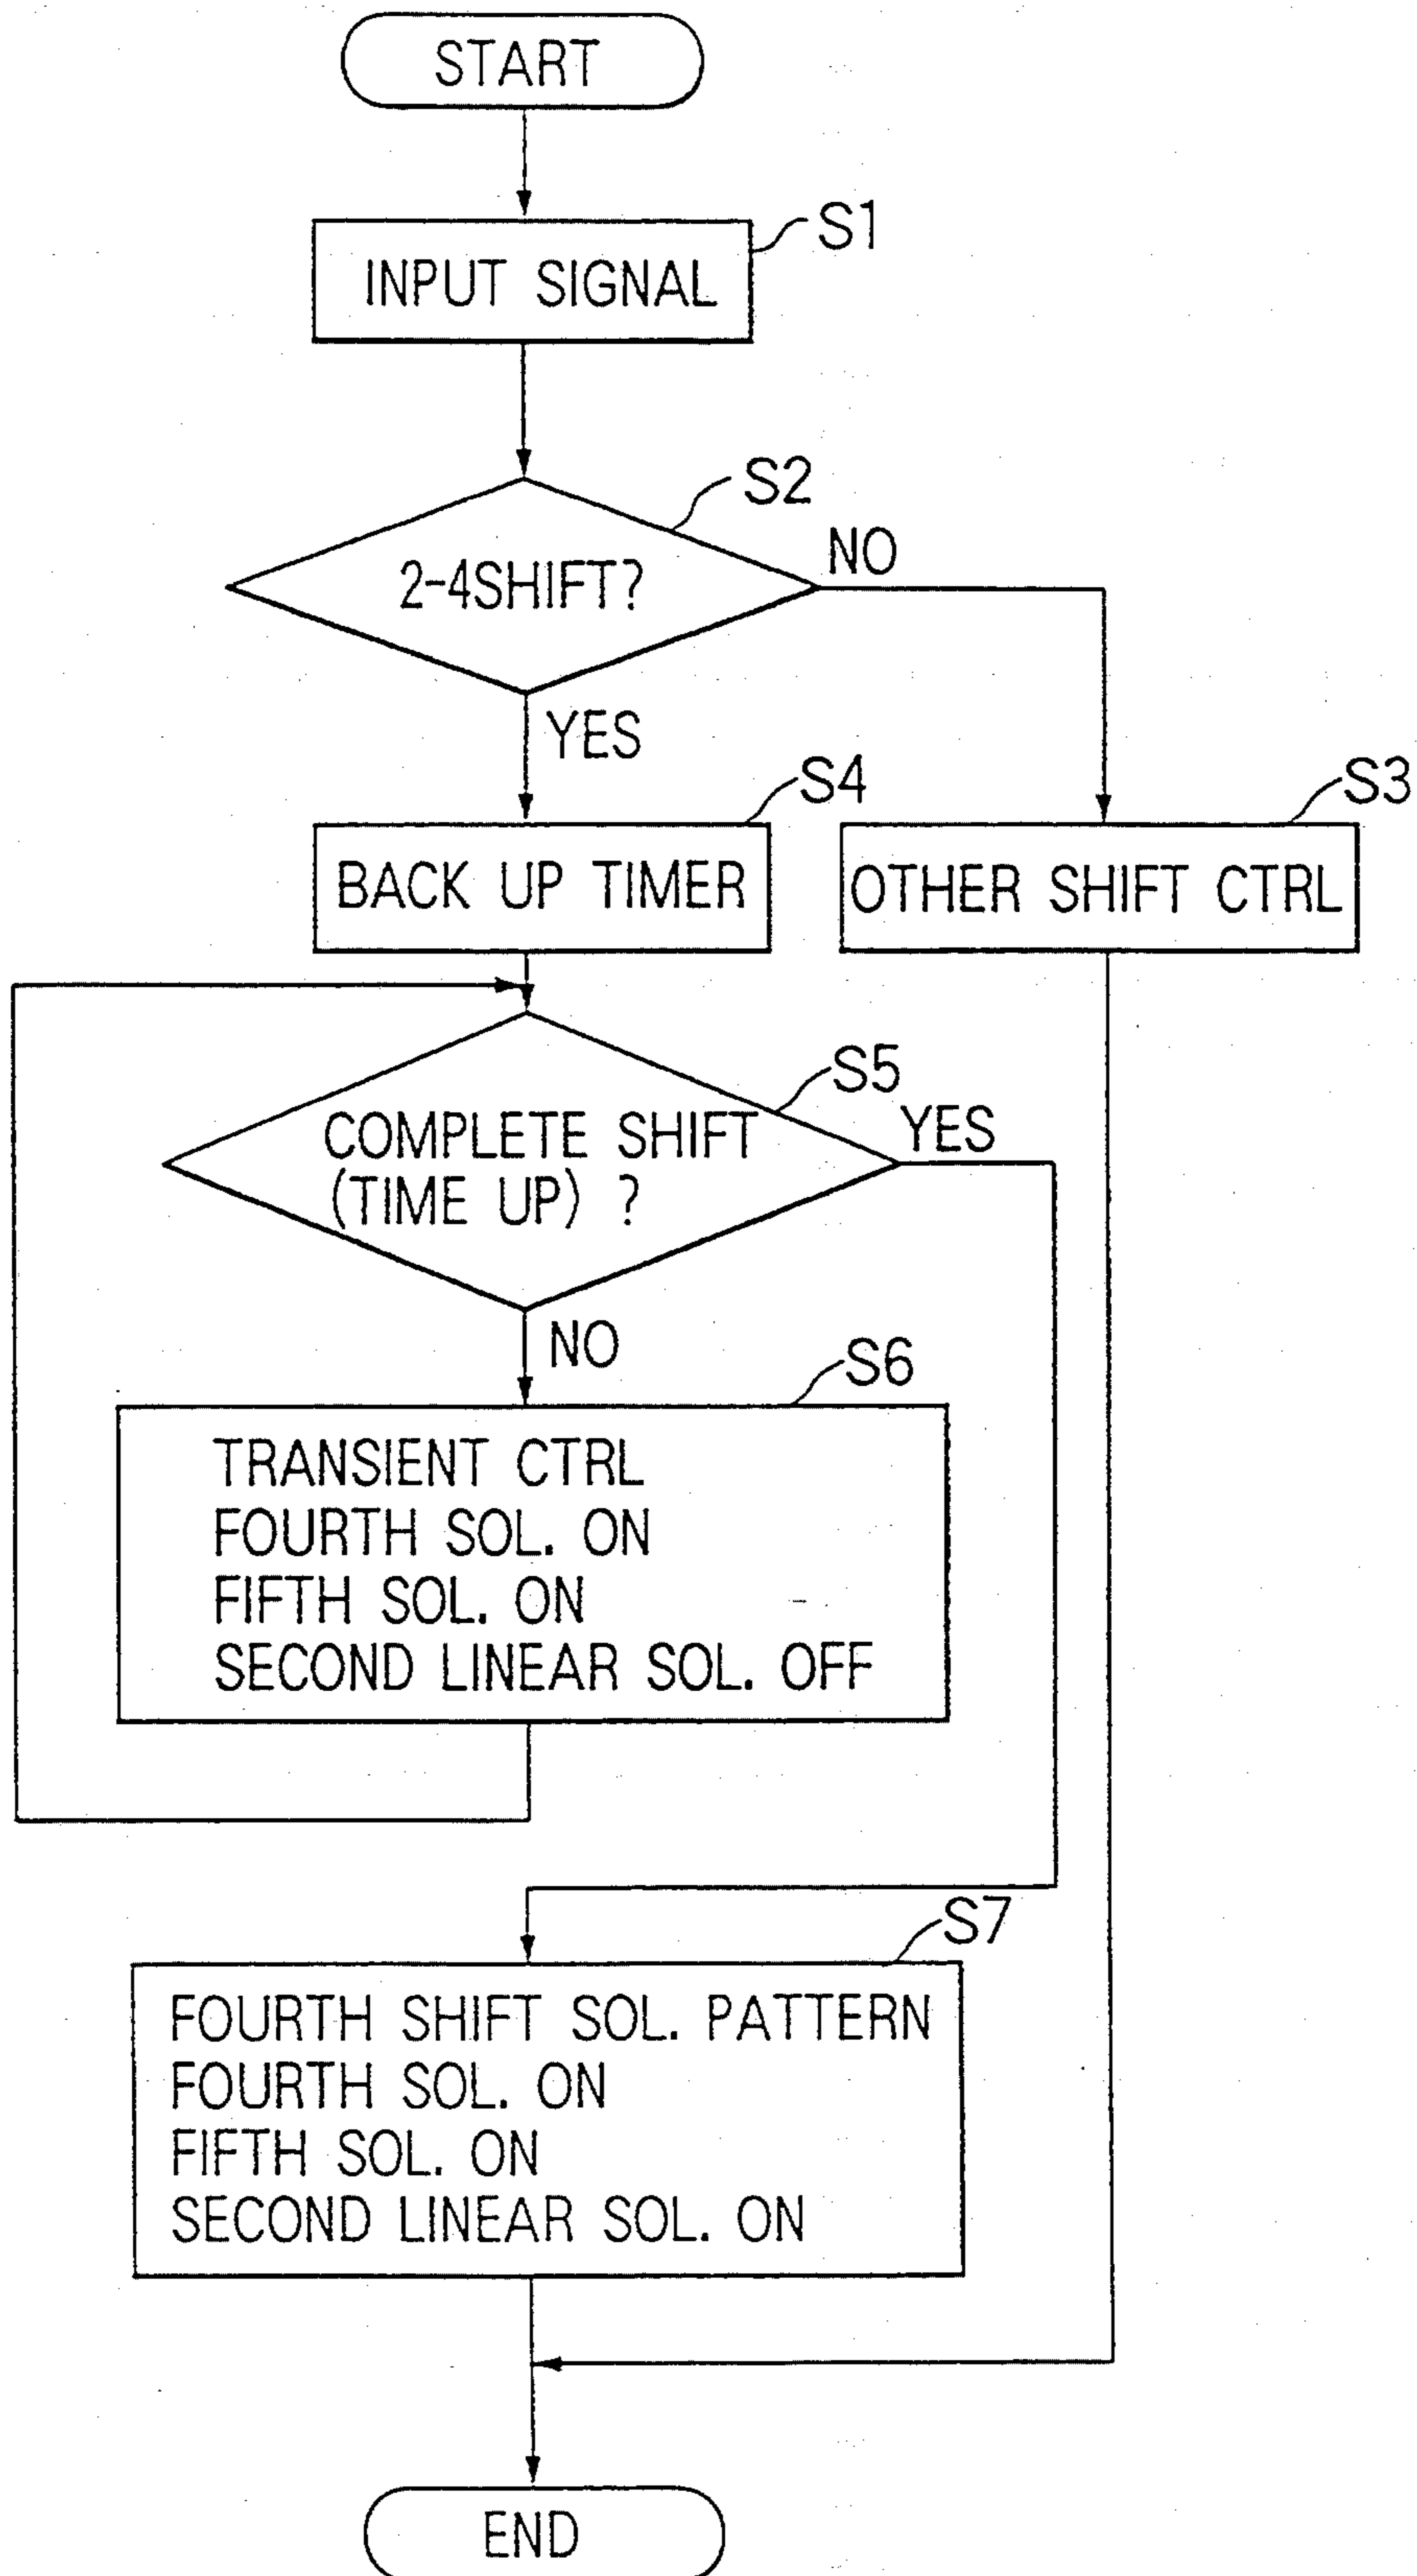 START
S1
INPUT SIGNAL
S2
2-4SHIFT?
NO
YES
S4
BACK UP TIMER
S3
OTHER SHIFT CTRL
S5
COMPLETE SHIFT
(TIME UP) ?
YES
NO
S6
TRANSIENT CTRL
FOURTH SOL. ON
FIFTH SOL. ON
SECOND LINEAR SOL. OFF
S7
FOURTH SHIFT SOL. PATTERN
FOURTH SOL. ON
FIFTH SOL. ON
SECOND LINEAR SOL. ON
END